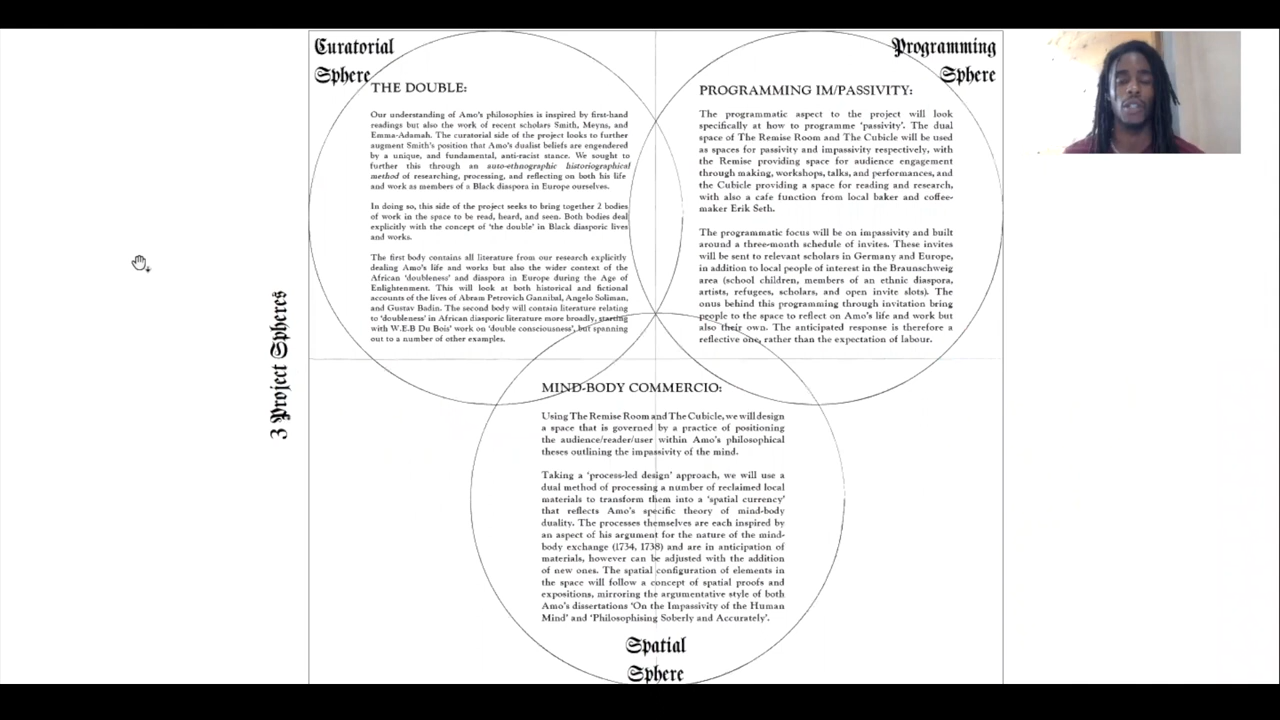 Curatorial
Sphere
THE DOUBLE:
Our understanding of Amo's philosophies is inspired by first-hand
readings but also the work of recent scholars Smith, Meyns, and
Emma-Adamah. The curatorial side of the project looks to further
augment Smith's position that Amo's dualist beliefs are engendered
by a unique, and fundamental, anti-racist stance. We sought to
further this through an auto-ethnographic historiographical
method of researching, processing, and reflecting on both his life
and work as members of a Black diaspora in Europe ourselves.
In doing so, this side of the project seeks to bring together 2 bodies
of work in the space to be read, heard, and seen. Both bodies deal
explicitly with the concept of 'the double' in Black diasporic lives
and works.
The first body contains all literature from our research explicitly
dealing Amo's life and works but also the wider context of the
African 'doubleness' and diaspora in Europe during the Age of
Enlightenment. This will look at both historical and fictional
accounts of the lives of Abram Petrovich Gannibal, Angelo Soliman,
and Gustav Badin. The second body will contain literature relating
to 'doubleness' in African diasporic literature more broadly, starting
with W.E.B Du Bois' work on 'double consciousness', but spanning
out to a number of other examples.
Programming
Sphere
PROGRAMMING IM/PASSIVITY:
The programmatic aspect to the project will look
specifically at how to programme 'passivity'. The dual
space of The Remise Room and The Cubicle will be used
as spaces for passivity and impassivity respectively, with
the Remise providing space for audience engagement
through making, workshops, talks, and performances, and
the Cubicle providing a space for reading and research,
with also a cafe function from local baker and coffee-
maker Erik Seth.
The programmatic focus will be on impassivity and built
around a three-month schedule of invites. These invites
will be sent to relevant scholars in Germany and Europe,
in addition to local people of interest in the Braunschweig
area (school children, members of an ethnic diaspora,
artists, refugees, scholars, and open invite slots). The
onus behind this programming through invitation bring
people to the space to reflect on Amo's life and work but
also their own. The anticipated response is therefore a
reflective one, rather than the expectation of labour.
3 Project Spheres
MIND-BODY COMMERCIO:
Using The Remise Room and The Cubicle, we will design
a space that is governed by a practice of positioning
the audience/reader/user within Amo's philosophical
theses outlining the impassivity of the mind.
Taking a 'process-led design' approach, we will use a
dual method of processing a number of reclaimed local
materials to transform them into a 'spatial currency'
that reflects Amo's specific theory of mind-body
duality. The processes themselves are each inspired by
an aspect of his argument for the nature of the mind-
body exchange (1734, 1738) and are in anticipation of
materials, however can be adjusted with the addition
of new ones. The spatial configuration of elements in
the space will follow a concept of spatial proofs and
expositions, mirroring the argumentative style of both
Amo's dissertations 'On the Impassivity of the Human
Mind' and 'Philosophising Soberly and Accurately'.
Spatial
Sphere